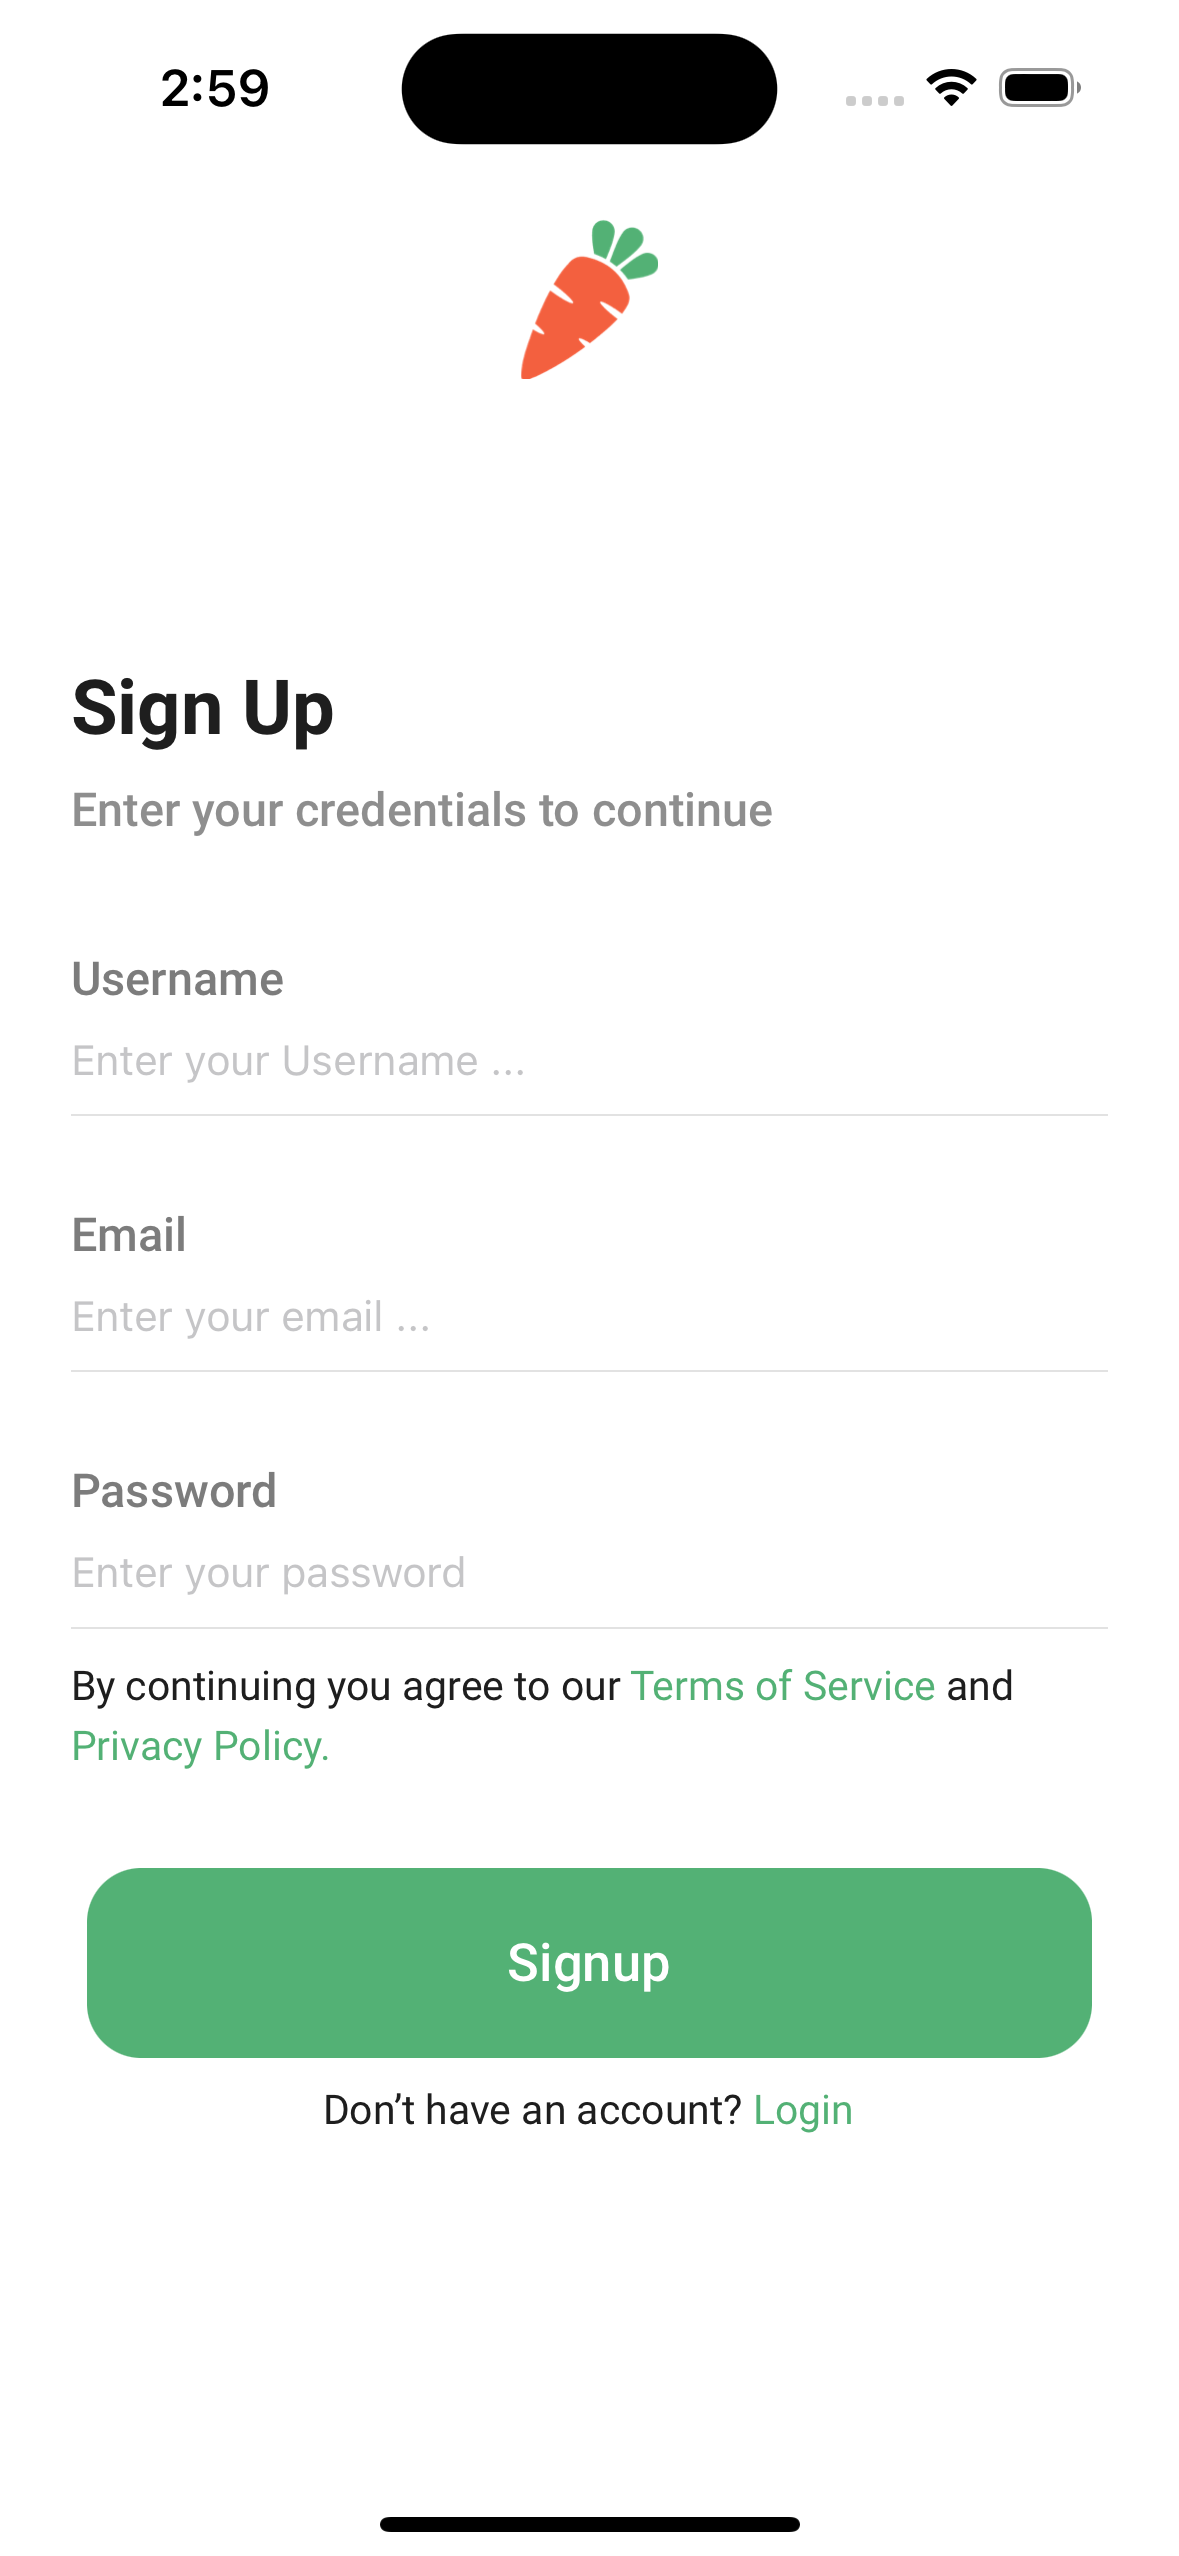 2:59
Sign Up
Enter your credentials to continue
Username
Enter your Username ...
Email
Enter your email ...
Password
Enter your password
By continuing you agree to our Terms of Service and
Privacy Policy.
Signup
Don’t have an account? Login